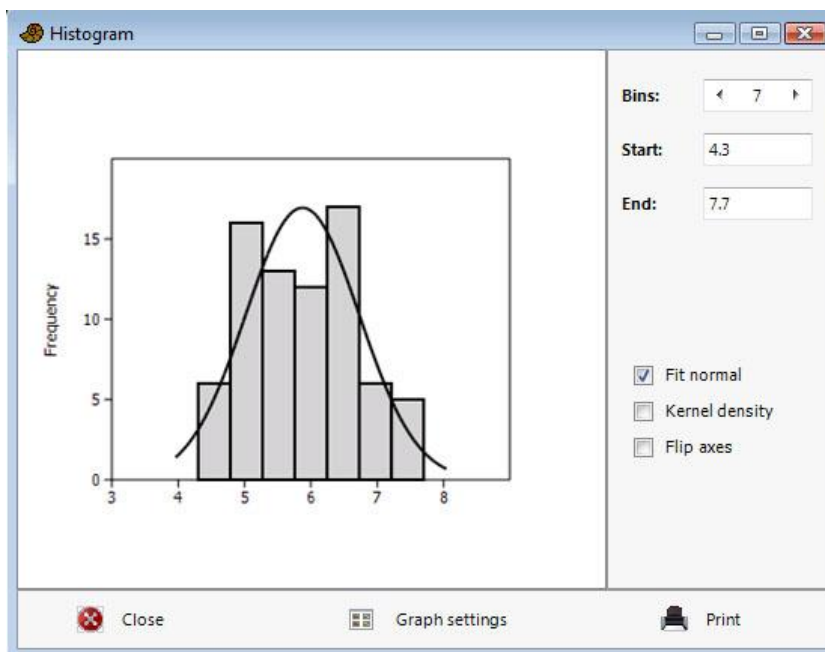 Histogram
Bins: 7
Start: 4.3
End: 7.7
Frequency
15
10
5
0
3 4 5 6 7 8
Fit normal
Kernel density
Flip axes
Close Graph settings Print